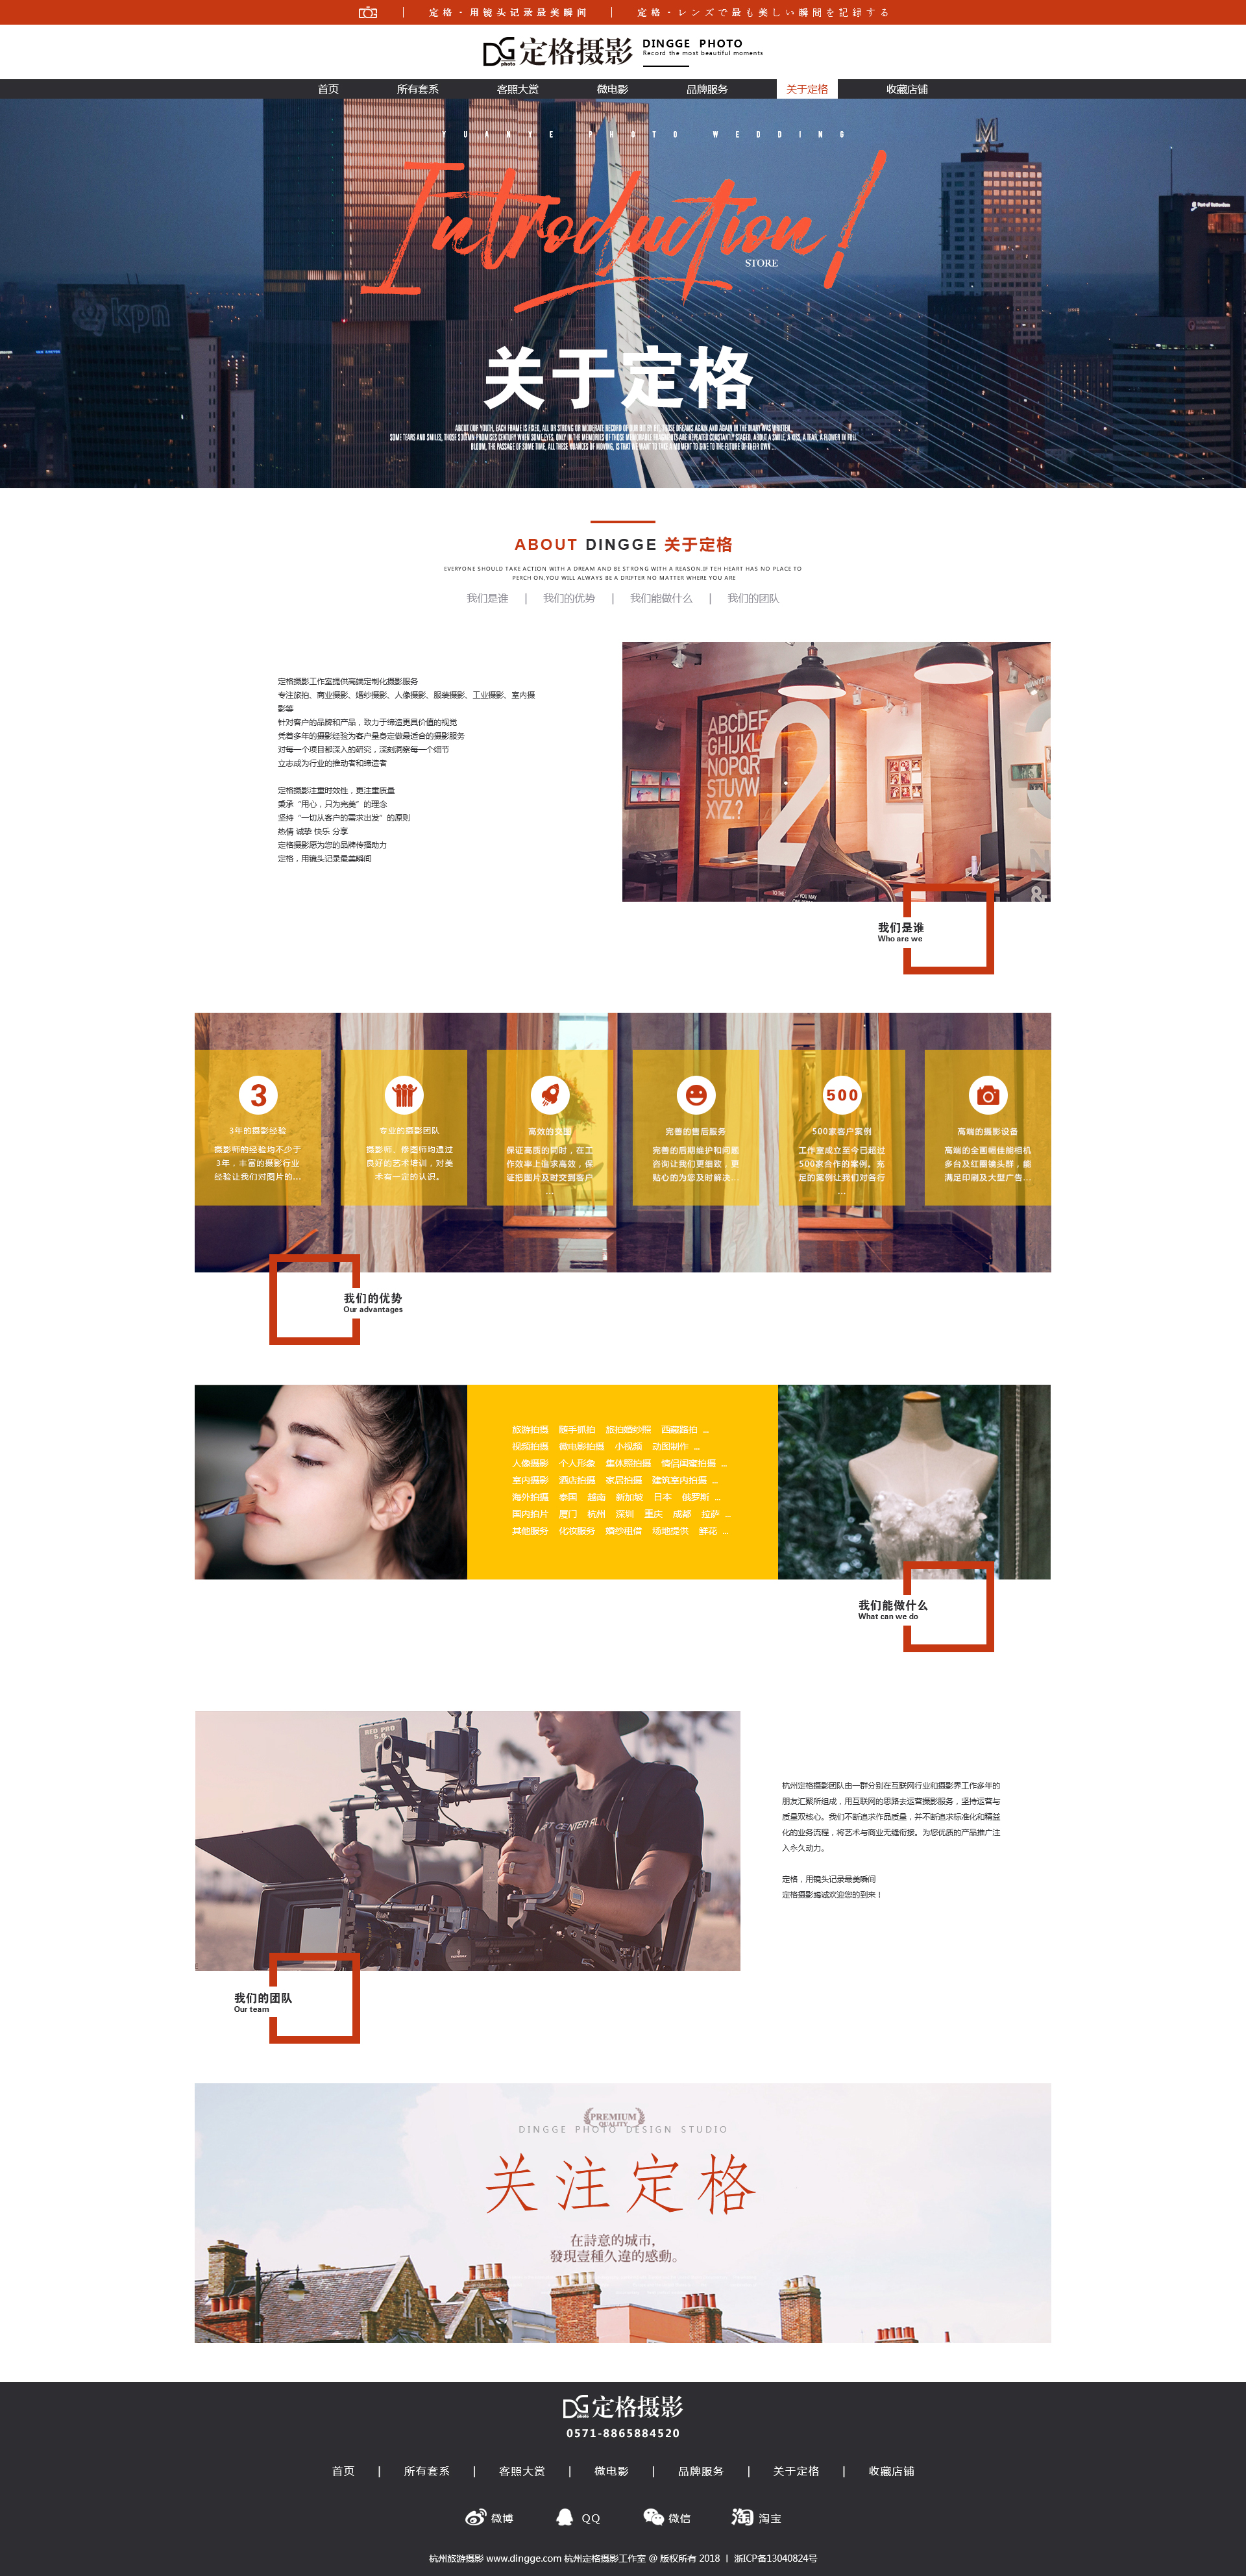 定格 - 用镜头记录最美瞬间
定格 - レンズで最も美しい瞬間を記録する
DG photo 定格摄影
DINGGE PHOTO
Record the most beautiful moments
首页 所有套系 客照大赏 微电影 品牌服务 关于定格 收藏店铺
YUANYE PHOTO WEDDING
Introduction!
STORE
kpn
M
Port of Rotterdam
关于定格
ABOUT OUR YOUTH, EACH FRAME IS FIXED, ALL OR STRONG OR MODERATE RECORD OF OUR BIT BY BIT, THOSE DREAMS AGAIN AND AGAIN IN THE DIARY WAS WRITTEN,
SOME TEARS AND SMILES, THOSE SOLEMN PROMISES CENTURY WHEN SOME EYES, ONLY IN THE MEMORIES OF THOSE MEMORABLE FRAGMENTS ARE REPEATED CONSTANTLY STAGED, ABOUT A SMILE, A KISS, A TEAR, A FLOWER IN FULL
BLOOM, THE PASSAGE OF SOME TIME, ALL THESE NUANCES OF MOVING, IS THAT WE WANT TO TAKE A MOMENT TO GIVE TO THE FUTURE OF THEIR OWN ...
ABOUT DINGGE 关于定格
EVERYONE SHOULD TAKE ACTION WITH A DREAM AND BE STRONG WITH A REASON.IF TEH HEART HAS NO PLACE TO
PERCH ON,YOU WILL ALWAYS BE A DRIFTER NO MATTER WHERE YOU ARE
我们是谁 | 我们的优势 | 我们能做什么 | 我们的团队
定格摄影工作室提供高端定制化摄影服务
专注旅拍、商业摄影、婚纱摄影、人像摄影、服装摄影、工业摄影、室内摄
影等
针对客户的品牌和产品，致力于缔造更具价值的视觉
凭着多年的摄影经验为客户量身定做最适合的摄影服务
对每一个项目都深入的研究，深刻洞察每一个细节
立志成为行业的推动者和缔造者
定格摄影注重时效性，更注重质量
秉承“用心，只为完美”的理念
坚持“一切从客户的需求出发”的原则
热情 诚挚 快乐 分享
定格摄影愿为您的品牌传播助力
定格，用镜头记录最美瞬间
ABCDEF
GHIJKL
NOPQR
STUVW
XYZ.?
2
&
我们是谁
Who are we
3
3年的摄影经验
摄影师的经验均不少于
3年，丰富的摄影行业
经验让我们对图片的...
专业的摄影团队
摄影师、修图师均通过
良好的艺术培训，对美
术有一定的认识。
高效的交图
保证高质的同时，在工
作效率上追求高效，保
证把图片及时交到客户
...
完善的售后服务
完善的后期维护和问题
咨询让我们更细致，更
贴心的为您及时解决...
500
500家客户案例
工作室成立至今已超过
500家合作的案例。充
足的案例让我们对各行
...
高端的摄影设备
高端的全画幅佳能相机
多台及红圈镜头群，能
满足印刷及大型广告...
我们的优势
Our advantages
旅游拍摄 随手抓拍 旅拍婚纱照 西藏路拍 ...
视频拍摄 微电影拍摄 小视频 动图制作 ...
人像摄影 个人形象 集体照拍摄 情侣闺蜜拍摄 ...
室内摄影 酒店拍摄 家居拍摄 建筑室内拍摄 ...
海外拍摄 泰国 越南 新加坡 日本 俄罗斯 ...
国内拍片 厦门 杭州 深圳 重庆 成都 拉萨 ...
其他服务 化妆服务 婚纱租借 场地提供 鲜花 ...
我们能做什么
What can we do
RED PRO
杭州定格摄影团队由一群分别在互联网行业和摄影界工作多年的
朋友汇聚所组成，用互联网的思路去运营摄影服务，坚持运营与
质量双核心。我们不断追求作品质量，并不断追求标准化和精益
化的业务流程，将艺术与商业无缝衔接。为您优质的产品推广注
入永久动力。
定格，用镜头记录最美瞬间
定格摄影竭诚欢迎您的到来！
我们的团队
Our team
PREMIUM
QUALITY
DINGGE PHOTO DESIGN STUDIO
关注定格
在詩意的城市,
發現壹種久違的感動。
DG photo 定格摄影
0571-8865884520
首页 | 所有套系 | 客照大赏 | 微电影 | 品牌服务 | 关于定格 | 收藏店铺
微博 QQ 微信 淘 淘宝
杭州旅游摄影 www.dingge.com 杭州定格摄影工作室 @ 版权所有 2018 | 浙ICP备13040824号